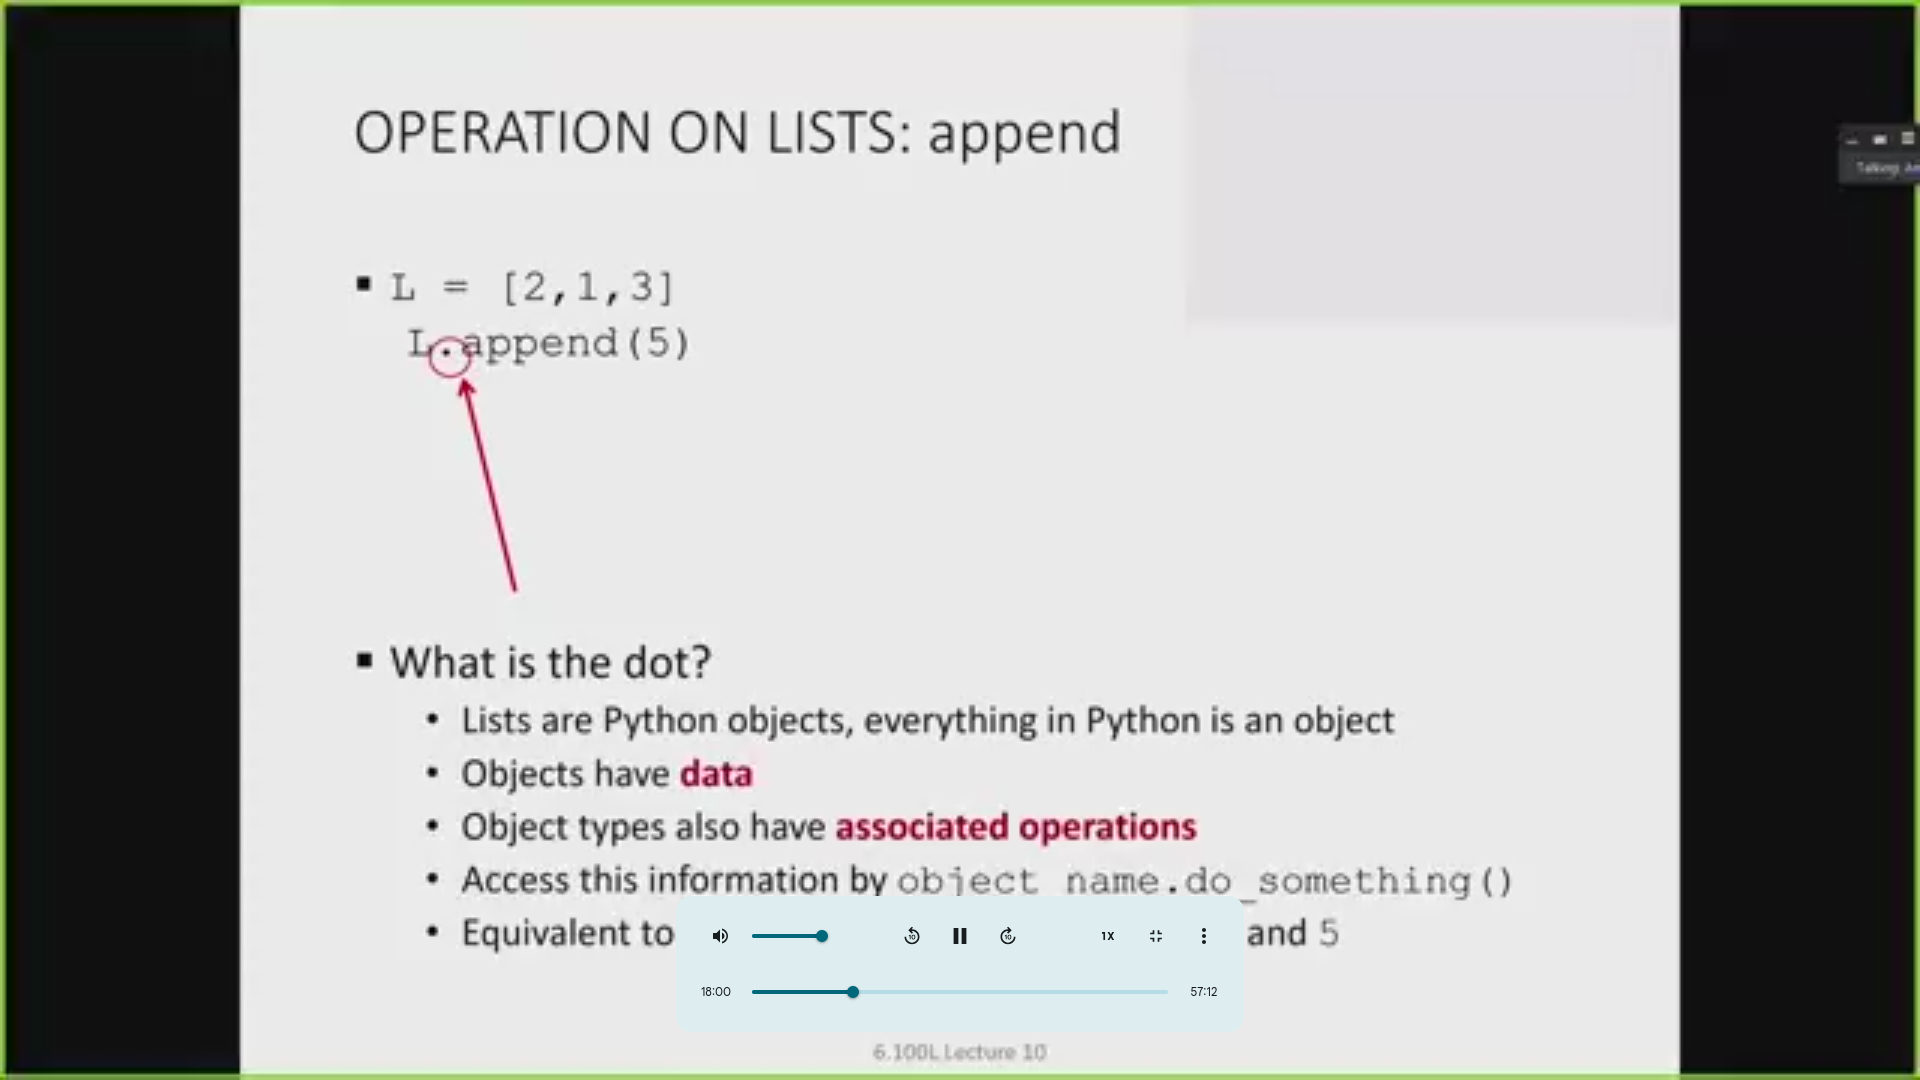 OPERATION ON LISTS: append
L = [2,1,3]
L.append(5)
What is the dot?
Lists are Python objects, everything in Python is an object
Objects have data
Object types also have associated operations
Access this information by object_name.do_something()
Equivalent to and 5
1X
18:00
57:12
6.100L Lecture 10
Talking: